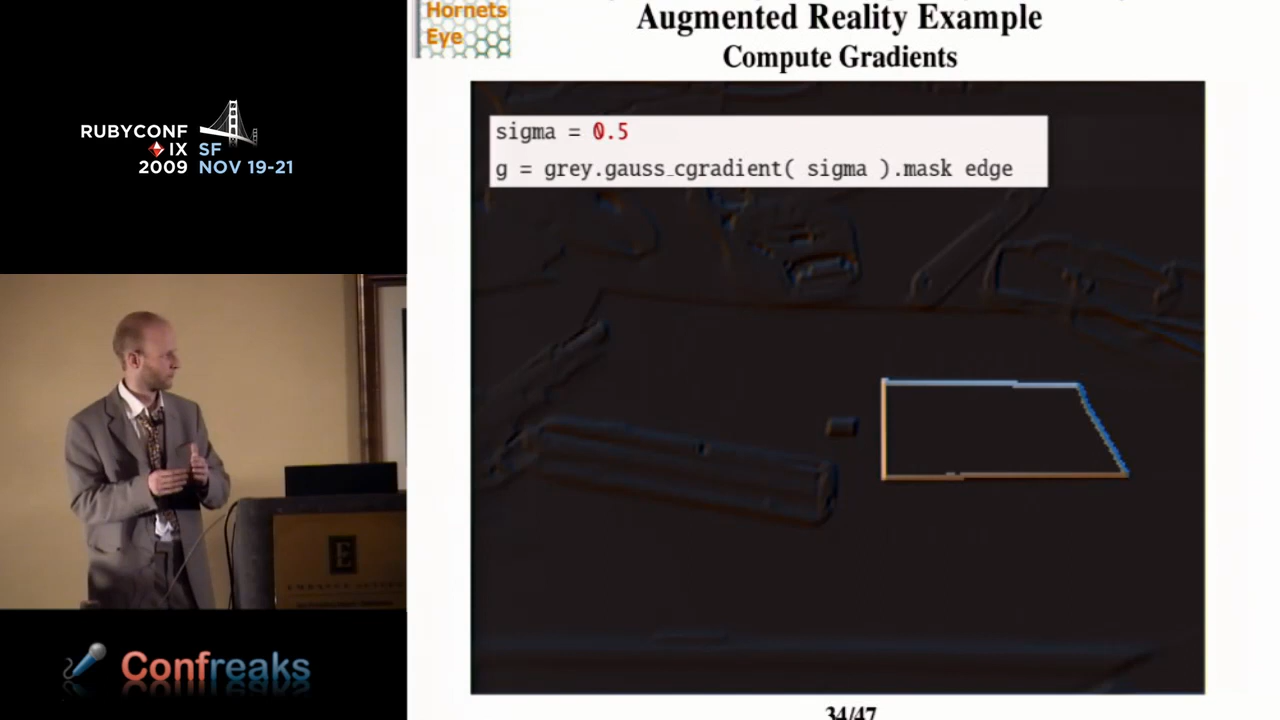 RUBYCONF
IX SF
2009 NOV 19-21
Hornets
Eye
Augmented Reality Example
Compute Gradients
sigma = 0.5
g = grey.gauss_cgradient( sigma ).mask edge
E
Confreaks
34/47